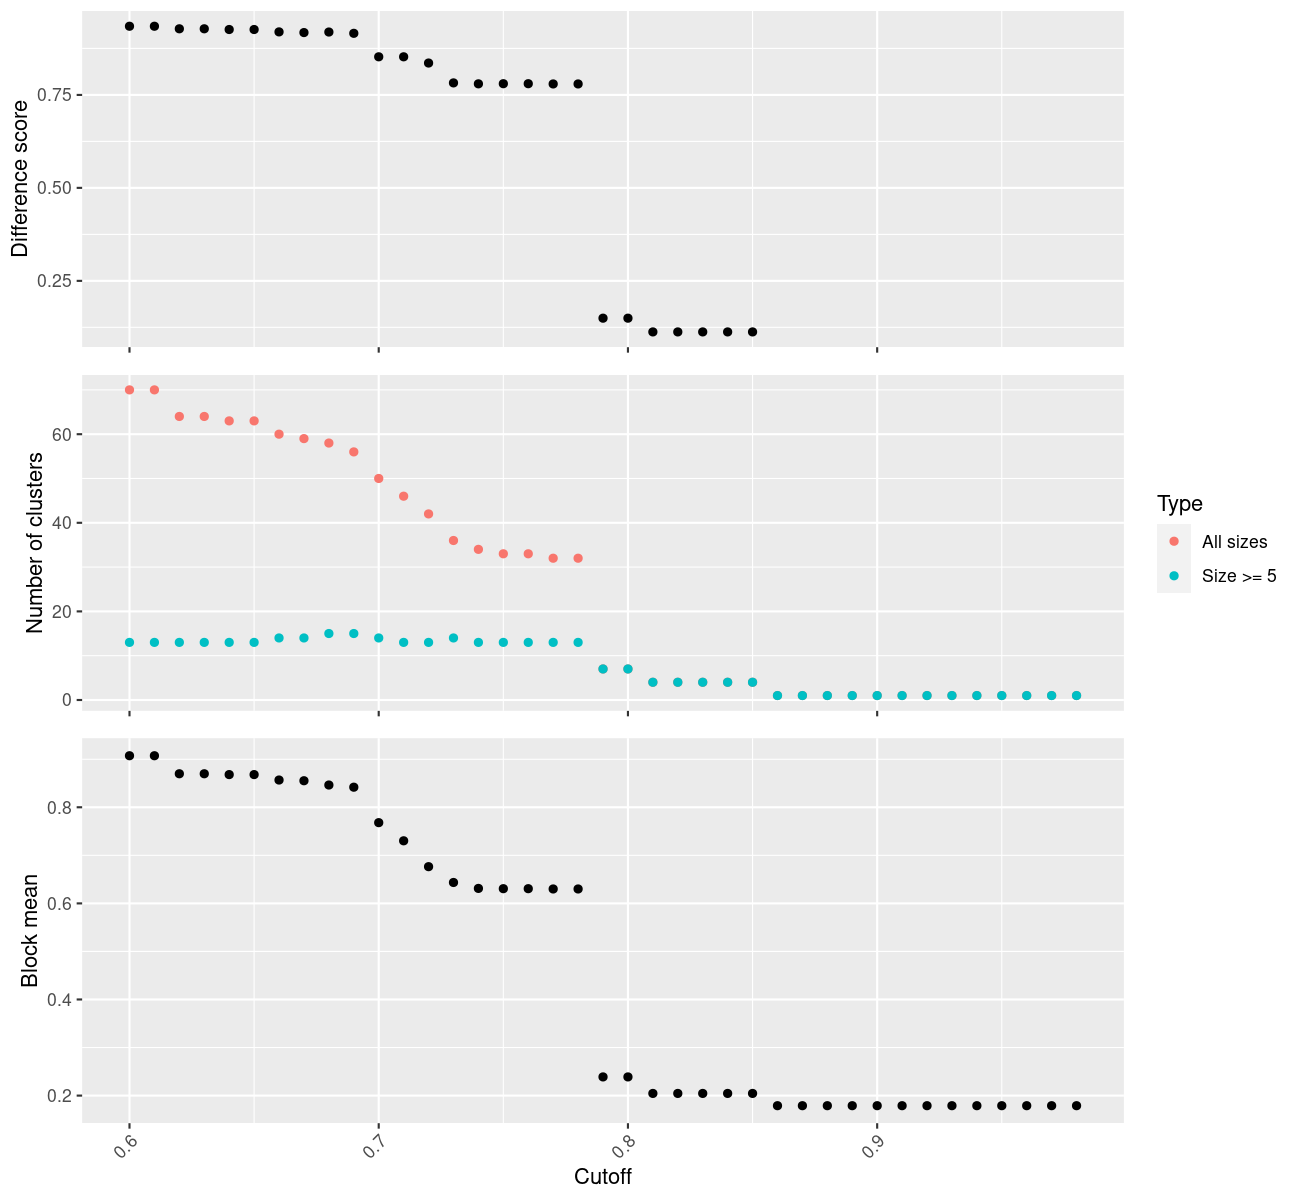 Difference score
0.75
0.50
0.25
Number of clusters
60
40
20
0
Type
All sizes
Size >= 5
Block mean
0.8
0.6
0.4
0.2
0.6 0.7 0.8 0.9
Cutoff